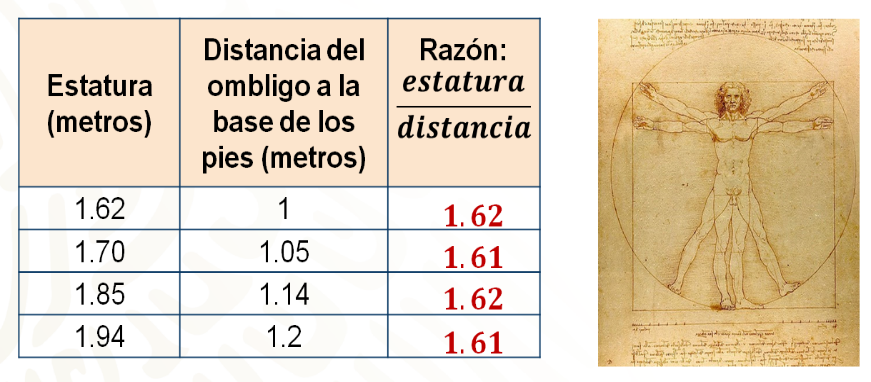 Estatura
(metros)
Distancia del
ombligo a la
base de los
pies (metros)
Razón:
estatura
distancia
1.62 1 1.62
1.70 1.05 1.61
1.85 1.14 1.62
1.94 1.2 1.61